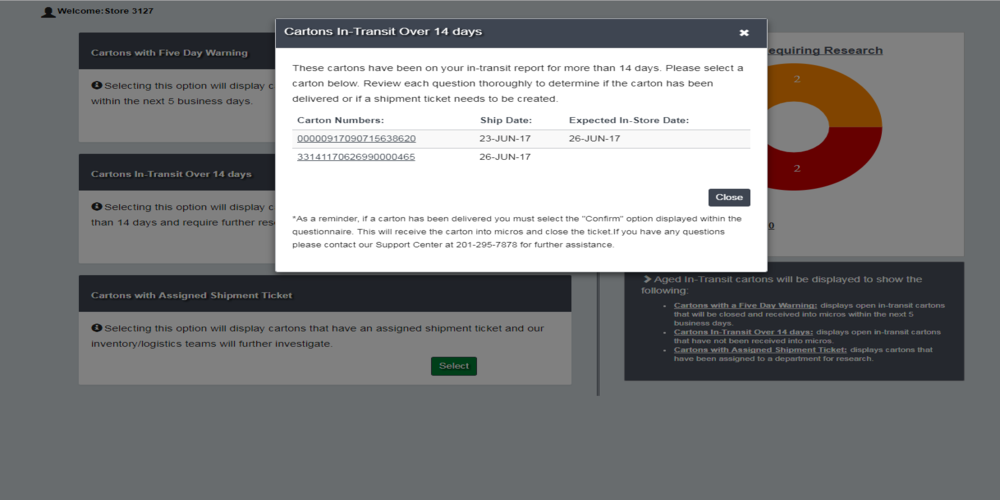 Welcome:Store 3127
Cartons In-Transit Over 14 days
These cartons have been on your in-transit report for more than 14 days. Please select a
carton below. Review each question thoroughly to determine if the carton has been
delivered or if a shipment ticket needs to be created.
Carton Numbers: Ship Date: Expected In-Store Date:
00000917090715638620 23-JUN-17 26-JUN-17
33141170626990000465 26-JUN-17
Close
*As a reminder, if a carton has been delivered you must select the "Confirm" option displayed within the
questionnaire. This will receive the carton into micros and close the ticket.If you have any questions
please contact our Support Center at 201-295-7878 for further assistance.
Cartons with Five Day Warning
Selecting this option will display
within the next 5 business days.
Cartons In-Transit Over 14 days
Selecting this option will display
than 14 days and require further
Cartons with Assigned Shipment Ticket
Selecting this option will display cartons that have an assigned shipment ticket and our
inventory/logistics teams will further investigate.
Select
Research
2
2
Aged In-Transit cartons will be displayed to show the
following:
Cartons with a Five Day Warning: displays open in-transit cartons
that will be closed and received into micros within the next 5
business days.
Cartons In-Transit Over 14 days: displays open in-transit cartons
that have not been received into micros.
Cartons with Assigned Shipment Ticket: displays cartons that
have been assigned to a department for research.